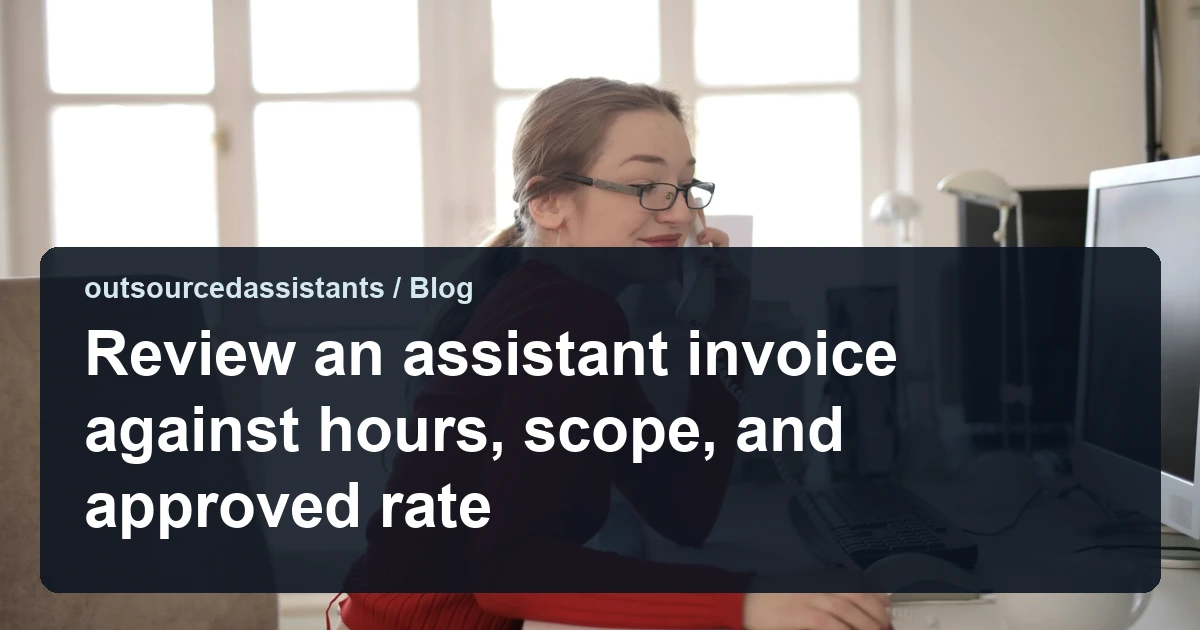 outsourcedassistants / Blog
Review an assistant invoice
against hours, scope, and
approved rate